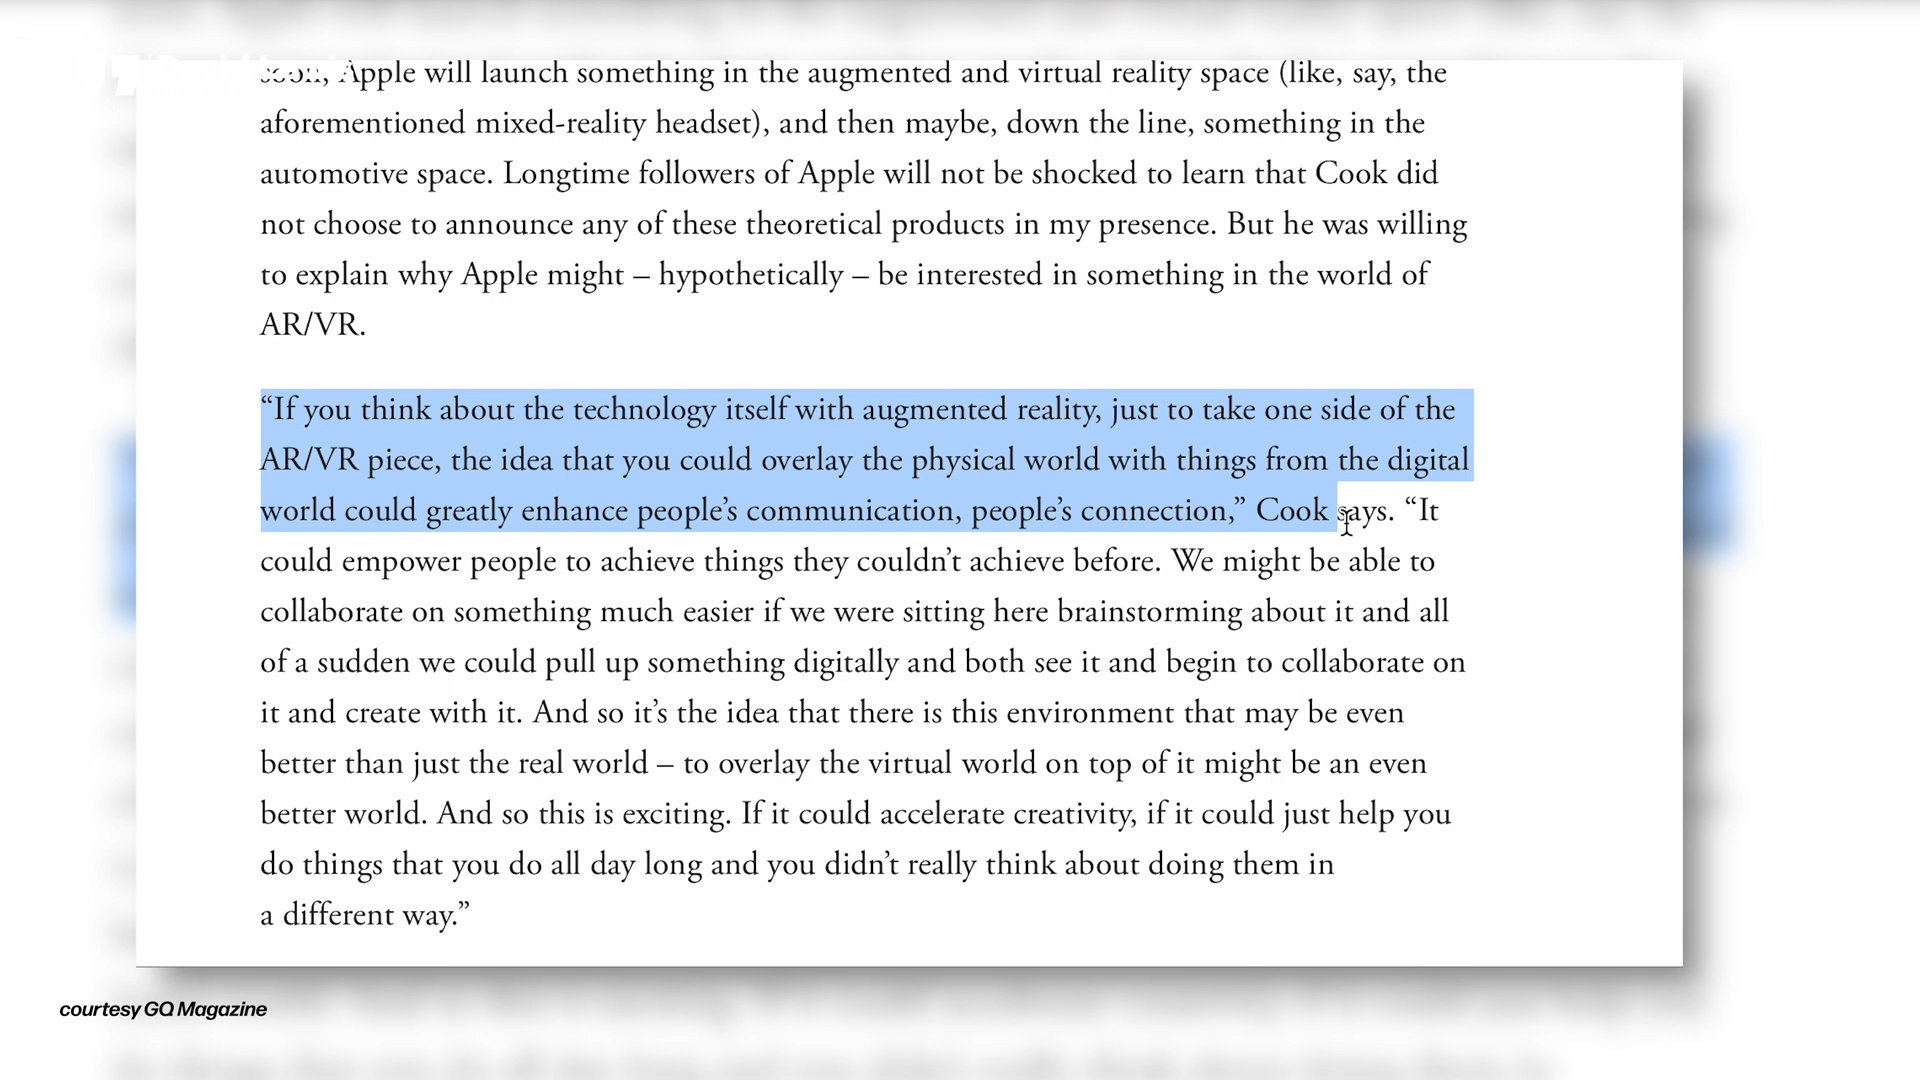 soon, Apple will launch something in the augmented and virtual reality space (like, say, the
aforementioned mixed-reality headset), and then maybe, down the line, something in the
automotive space. Longtime followers of Apple will not be shocked to learn that Cook did
not choose to announce any of these theoretical products in my presence. But he was willing
to explain why Apple might – hypothetically – be interested in something in the world of
AR/VR.
“If you think about the technology itself with augmented reality, just to take one side of the
AR/VR piece, the idea that you could overlay the physical world with things from the digital
world could greatly enhance people’s communication, people’s connection,” Cook says. “It
could empower people to achieve things they couldn’t achieve before. We might be able to
collaborate on something much easier if we were sitting here brainstorming about it and all
of a sudden we could pull up something digitally and both see it and begin to collaborate on
it and create with it. And so it’s the idea that there is this environment that may be even
better than just the real world – to overlay the virtual world on top of it might be an even
better world. And so this is exciting. If it could accelerate creativity, if it could just help you
do things that you do all day long and you didn’t really think about doing them in
a different way.”
courtesy GQ Magazine